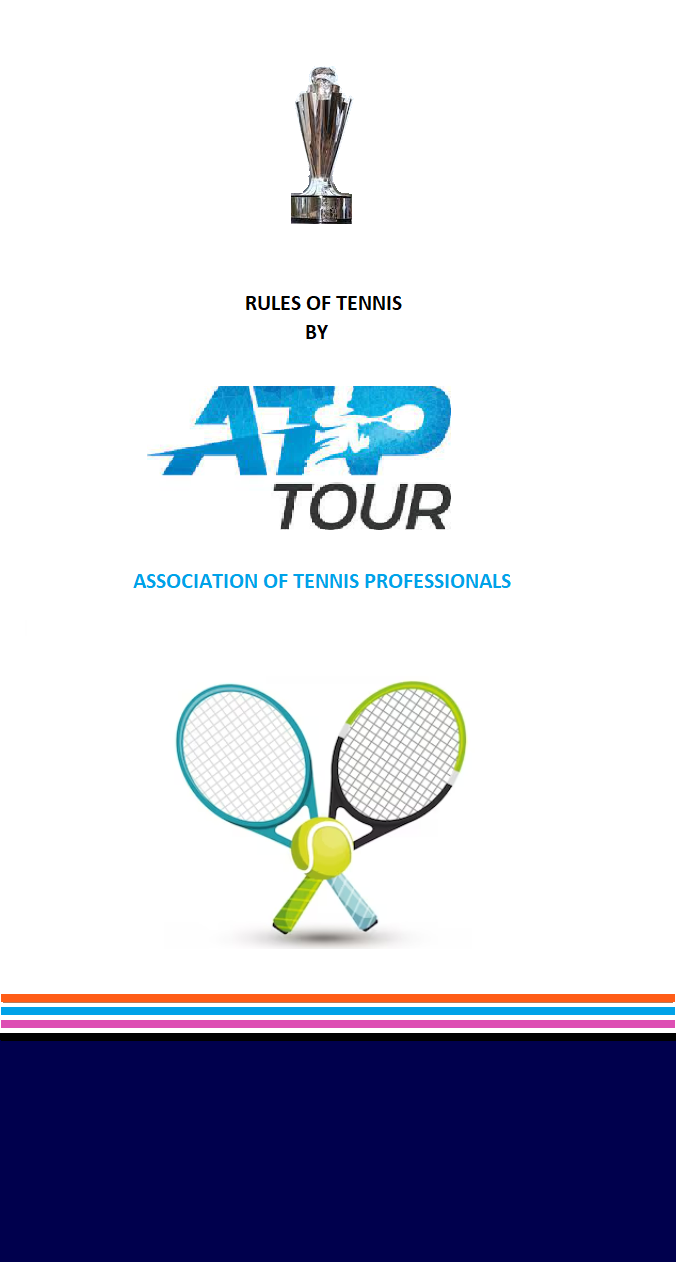 RULES OF TENNIS
BY
ATP
TOUR
ASSOCIATION OF TENNIS PROFESSIONALS